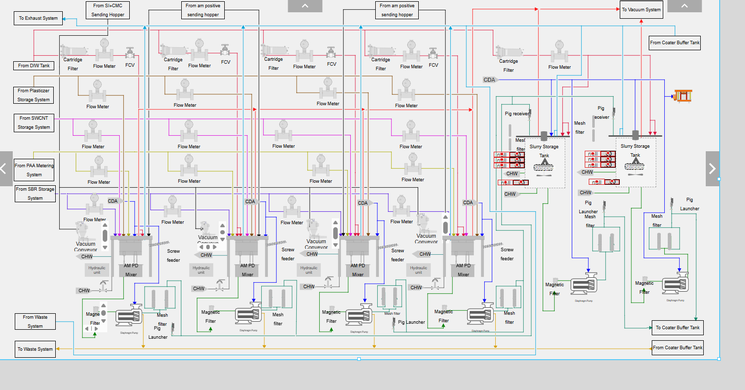 From Si+CMC
Sending Hopper
From am positive
sending hopper
From am positive
sending hopper
To Vacuum System
To Exhaust System
From Coater Buffer Tank
Cartridge
Filter
Flow Meter
FCV
Cartridge
Filter
Flow Meter
FCV
Cartridge
Filter
Flow Meter
FCV
Cartridge
Filter
Flow Meter
FCV
Cartridge
Filter
Flow Meter
From DIW Tank
CDA
From Plasticizer
Storage System
Flow Meter
Flow Meter
Flow Meter
Flow Meter
From SWCNT
Storage System
Flow Meter
Flow Meter
Flow Meter
Flow Meter
Pig receiver
Mesh
filter
Pig
receiver
Slurry Storage
Tank
Slurry Storage
Tank
From PAA Metering
System
Flow Meter
Flow Meter
Flow Meter
Flow Meter
CHW
CHW
From SBR Storage
System
Flow Meter
CDA
Flow Meter
CDA
Flow Meter
CDA
Flow Meter
CDA
Pig
Launcher
Mesh
filter
Pig
Launcher
Mesh
filter
Vacuum
Conveyor
Vacuum
Conveyor
Vacuum
Conveyor
Vacuum
CHW
CHW
CHW
CHW
AM PD
Mixer
AM PD
Mixer
AM PD
Mixer
AM PD
Mixer
Screw
feeder
Screw
feeder
Screw
feeder
Screw
feeder
Hydraulic
unit
Hydraulic
unit
Hydraulic
unit
Hydraulic
unit
CHW
CHW
CHW
CHW
Magnetic
Filter
Magnetic
Filter
Filter
Magnetic
Filter
Magnetic
Filter
Magnetic
Filter
Mesh
filter
Mesh
filter
Mesh
filter
Pig
Launcher
Pig Launcher
From Waste
System
To Waste System
To Coater Buffer Tank
From Coater Buffer Tank